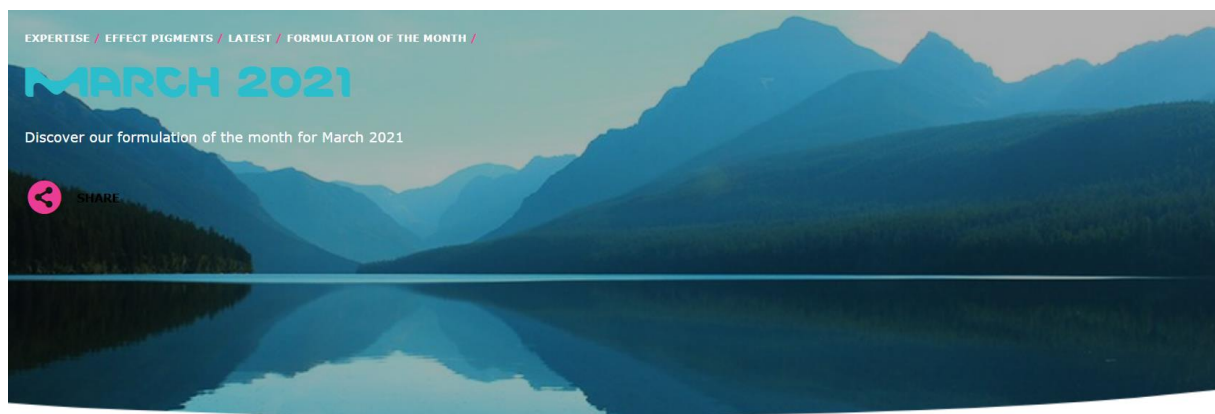 EXPERTISE / EFFECT PIGMENTS / LATEST / FORMULATION OF THE MONTH /
MARCH 2021
Discover our formulation of the month for March 2021
SHARE